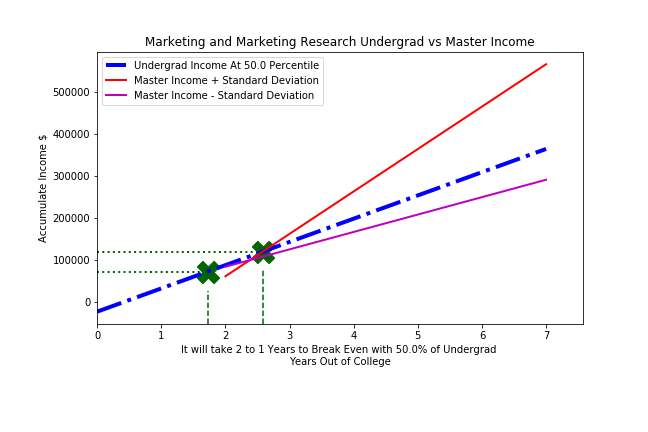 Marketing and Marketing Research Undergrad vs Master Income
Undergrad Income At 50.0 Percentile
Master Income + Standard Deviation
Master Income - Standard Deviation
Accumulate Income $
500000
400000
300000
200000
100000
0
0 1 2 3 4 5 6 7
It will take 2 to 1 Years to Break Even with 50.0% of Undergrad
Years Out of College